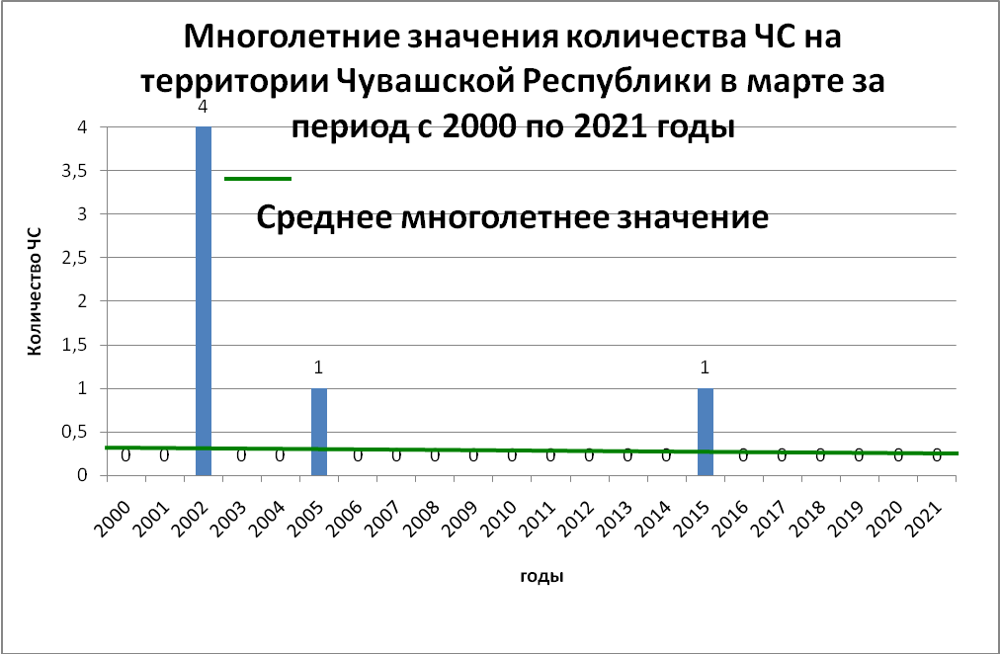 Многолетние значения количества ЧС на
территории Чувашской Республики в марте за
период с 2000 по 2021 годы
Среднее многолетнее значение
Количество ЧС
4
3,5
3
2,5
2
1,5
1
0,5
0
0 0 4 0 0 1 0 0 0 0 0 0 0 0 0 1 0 0 0 0 0 0
2000 2001 2002 2003 2004 2005 2006 2007 2008 2009 2010 2011 2012 2013 2014 2015 2016 2017 2018 2019 2020 2021
годы